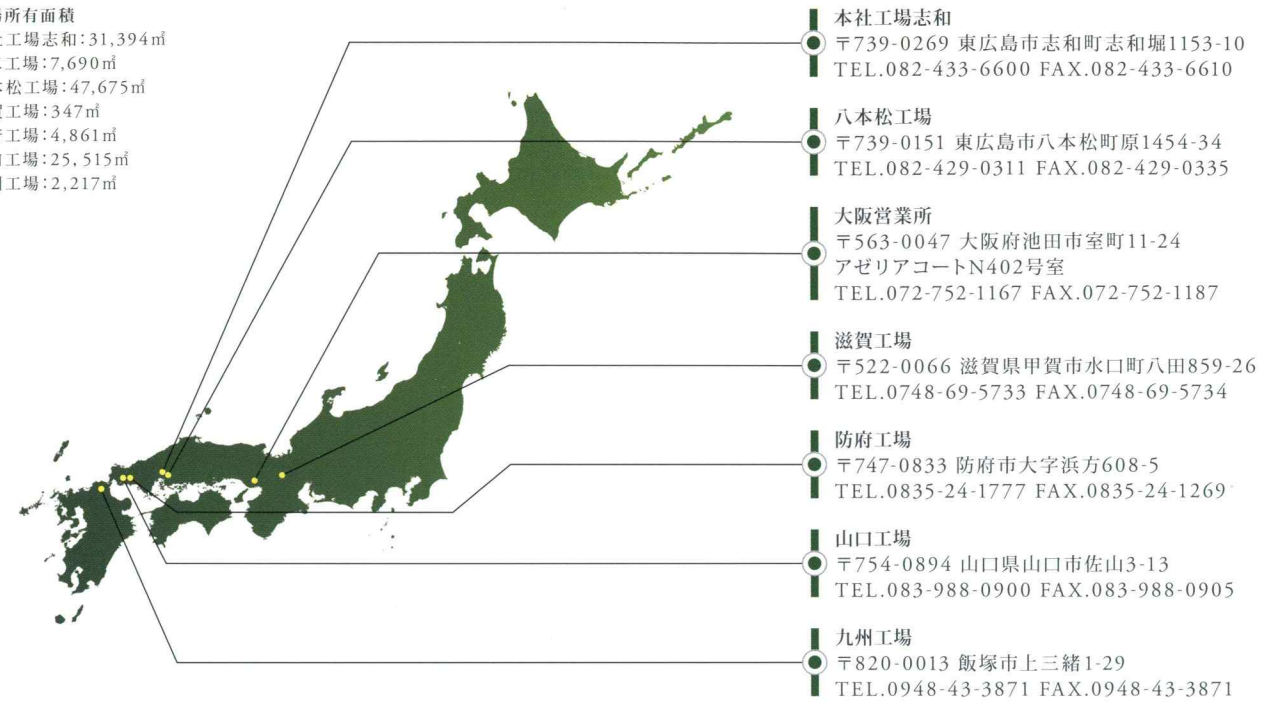 所有面積
工場志和:31,394㎡
工場:7,690㎡
松工場:47,675㎡
工場:347㎡
工場:4,861㎡
工場:25,515㎡
工場:2,217㎡
本社工場志和
〒739-0269 東広島市志和町志和堀1153-10
TEL.082-433-6600 FAX.082-433-6610
八本松工場
〒739-0151 東広島市八本松町原1454-34
TEL.082-429-0311 FAX.082-429-0335
大阪営業所
〒563-0047 大阪府池田市室町11-24
アゼリアコートN402号室
TEL.072-752-1167 FAX.072-752-1187
滋賀工場
〒522-0066 滋賀県甲賀市水口町八田859-26
TEL.0748-69-5733 FAX.0748-69-5734
防府工場
〒747-0833 防府市大字浜方608-5
TEL.0835-24-1777 FAX.0835-24-1269
山口工場
〒754-0894 山口県山口市佐山3-13
TEL.083-988-0900 FAX.083-988-0905
九州工場
〒820-0013 飯塚市上三緒1-29
TEL.0948-43-3871 FAX.0948-43-3871